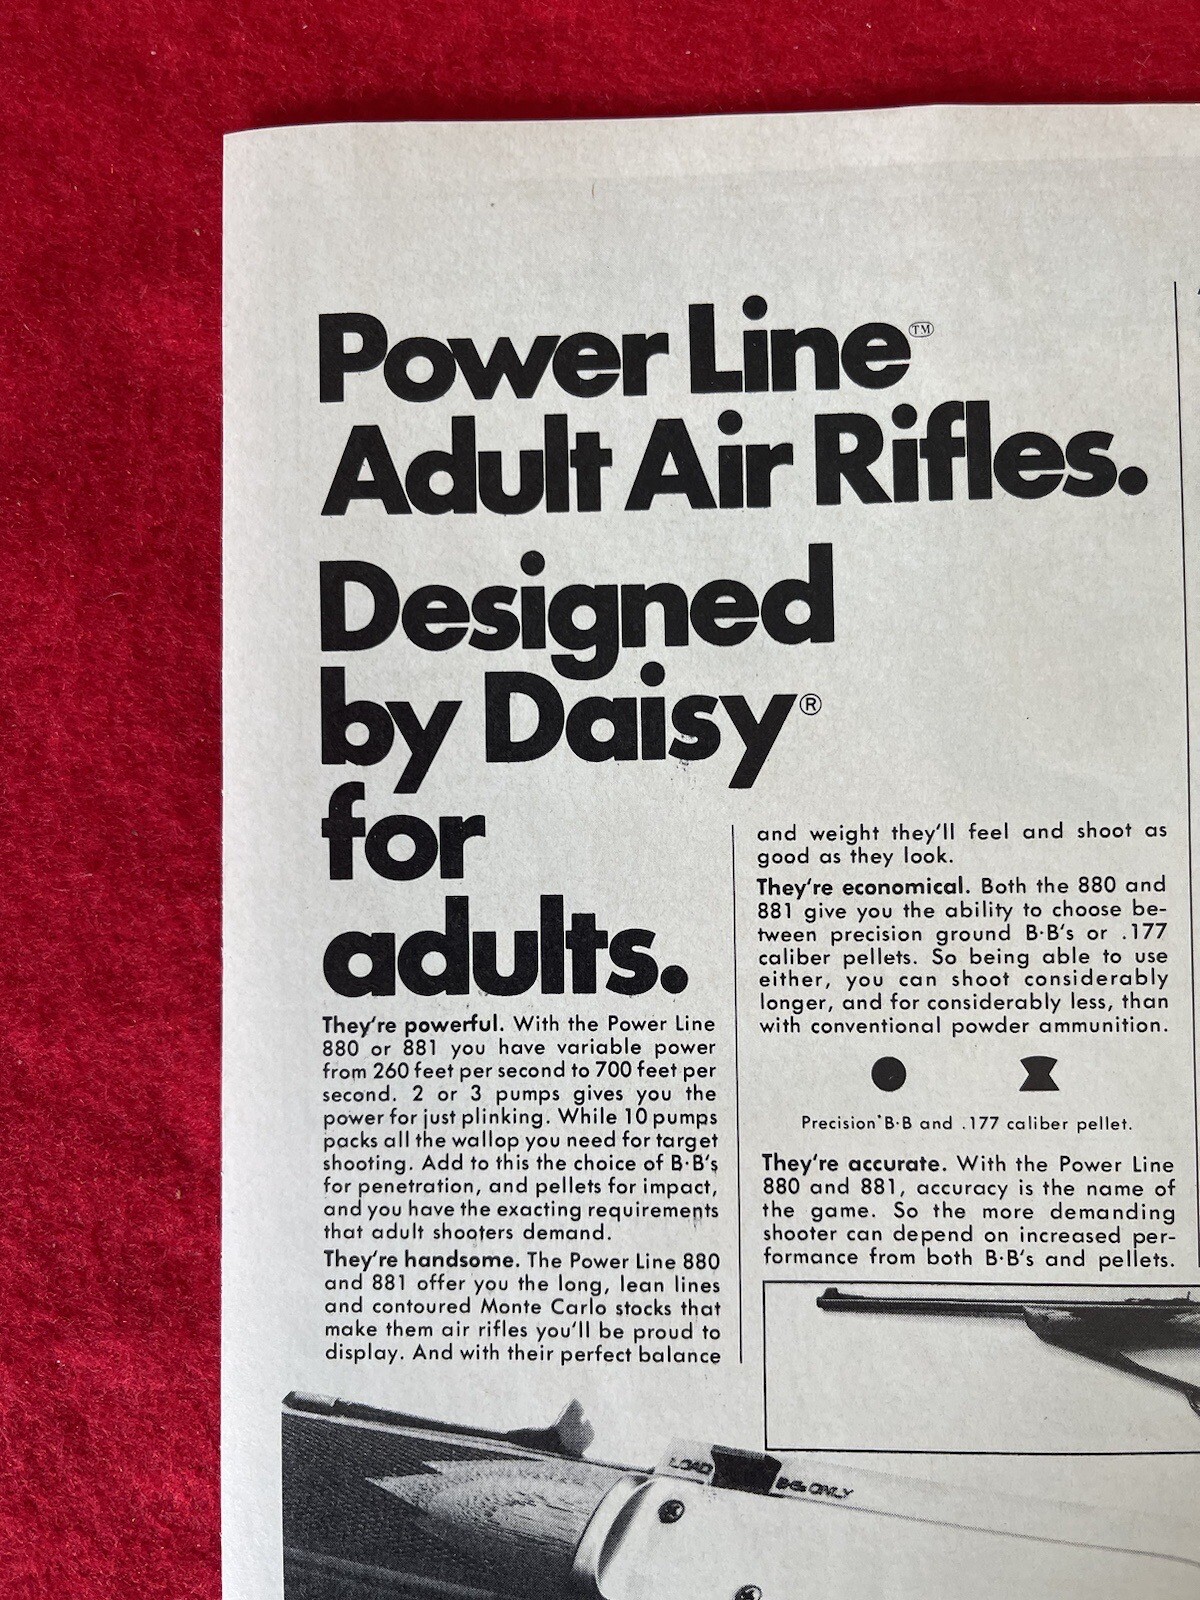 Power Line™
Adult Air Rifles.
Designed
by Daisy®
for
adults.
They're powerful. With the Power Line
880 or 881 you have variable power
from 260 feet per second to 700 feet per
second. 2 or 3 pumps gives you the
power for just plinking. While 10 pumps
packs all the wallop you need for target
shooting. Add to this the choice of B·B's
for penetration, and pellets for impact,
and you have the exacting requirements
that adult shooters demand.
They're handsome. The Power Line 880
and 881 offer you the long, lean lines
and contoured Monte Carlo stocks that
make them air rifles you'll be proud to
display. And with their perfect balance
and weight they'll feel and shoot as
good as they look.
They're economical. Both the 880 and
881 give you the ability to choose be-
tween precision ground B·B's or .177
caliber pellets. So being able to use
either, you can shoot considerably
longer, and for considerably less, than
with conventional powder ammunition.
Precision B·B and .177 caliber pellet.
They're accurate. With the Power Line
880 and 881, accuracy is the name of
the game. So the more demanding
shooter can depend on increased per-
formance from both B·B's and pellets.
LOAD
BBs ONLY